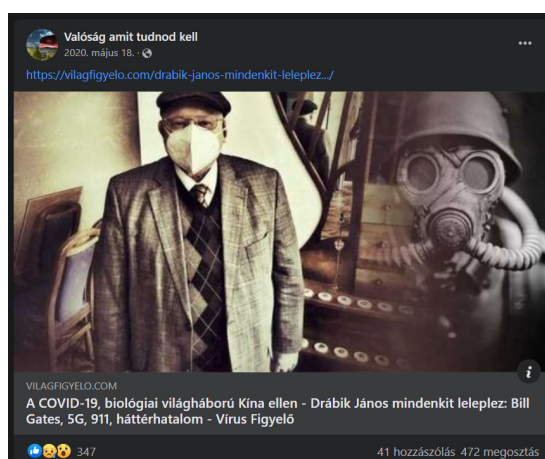 Valóság amit tudnod kell
2020. május 18. ·
https://vilagfigyelo.com/drabik-janos-mindenkit-leleplez.../
VILAGFIGYELO.COM
A COVID-19, biológiai világháború Kína ellen - Drábik János mindenkit leleplez: Bill
Gates, 5G, 911, háttérhatalom - Vírus Figyelő
347
41 hozzászólás 472 megosztás